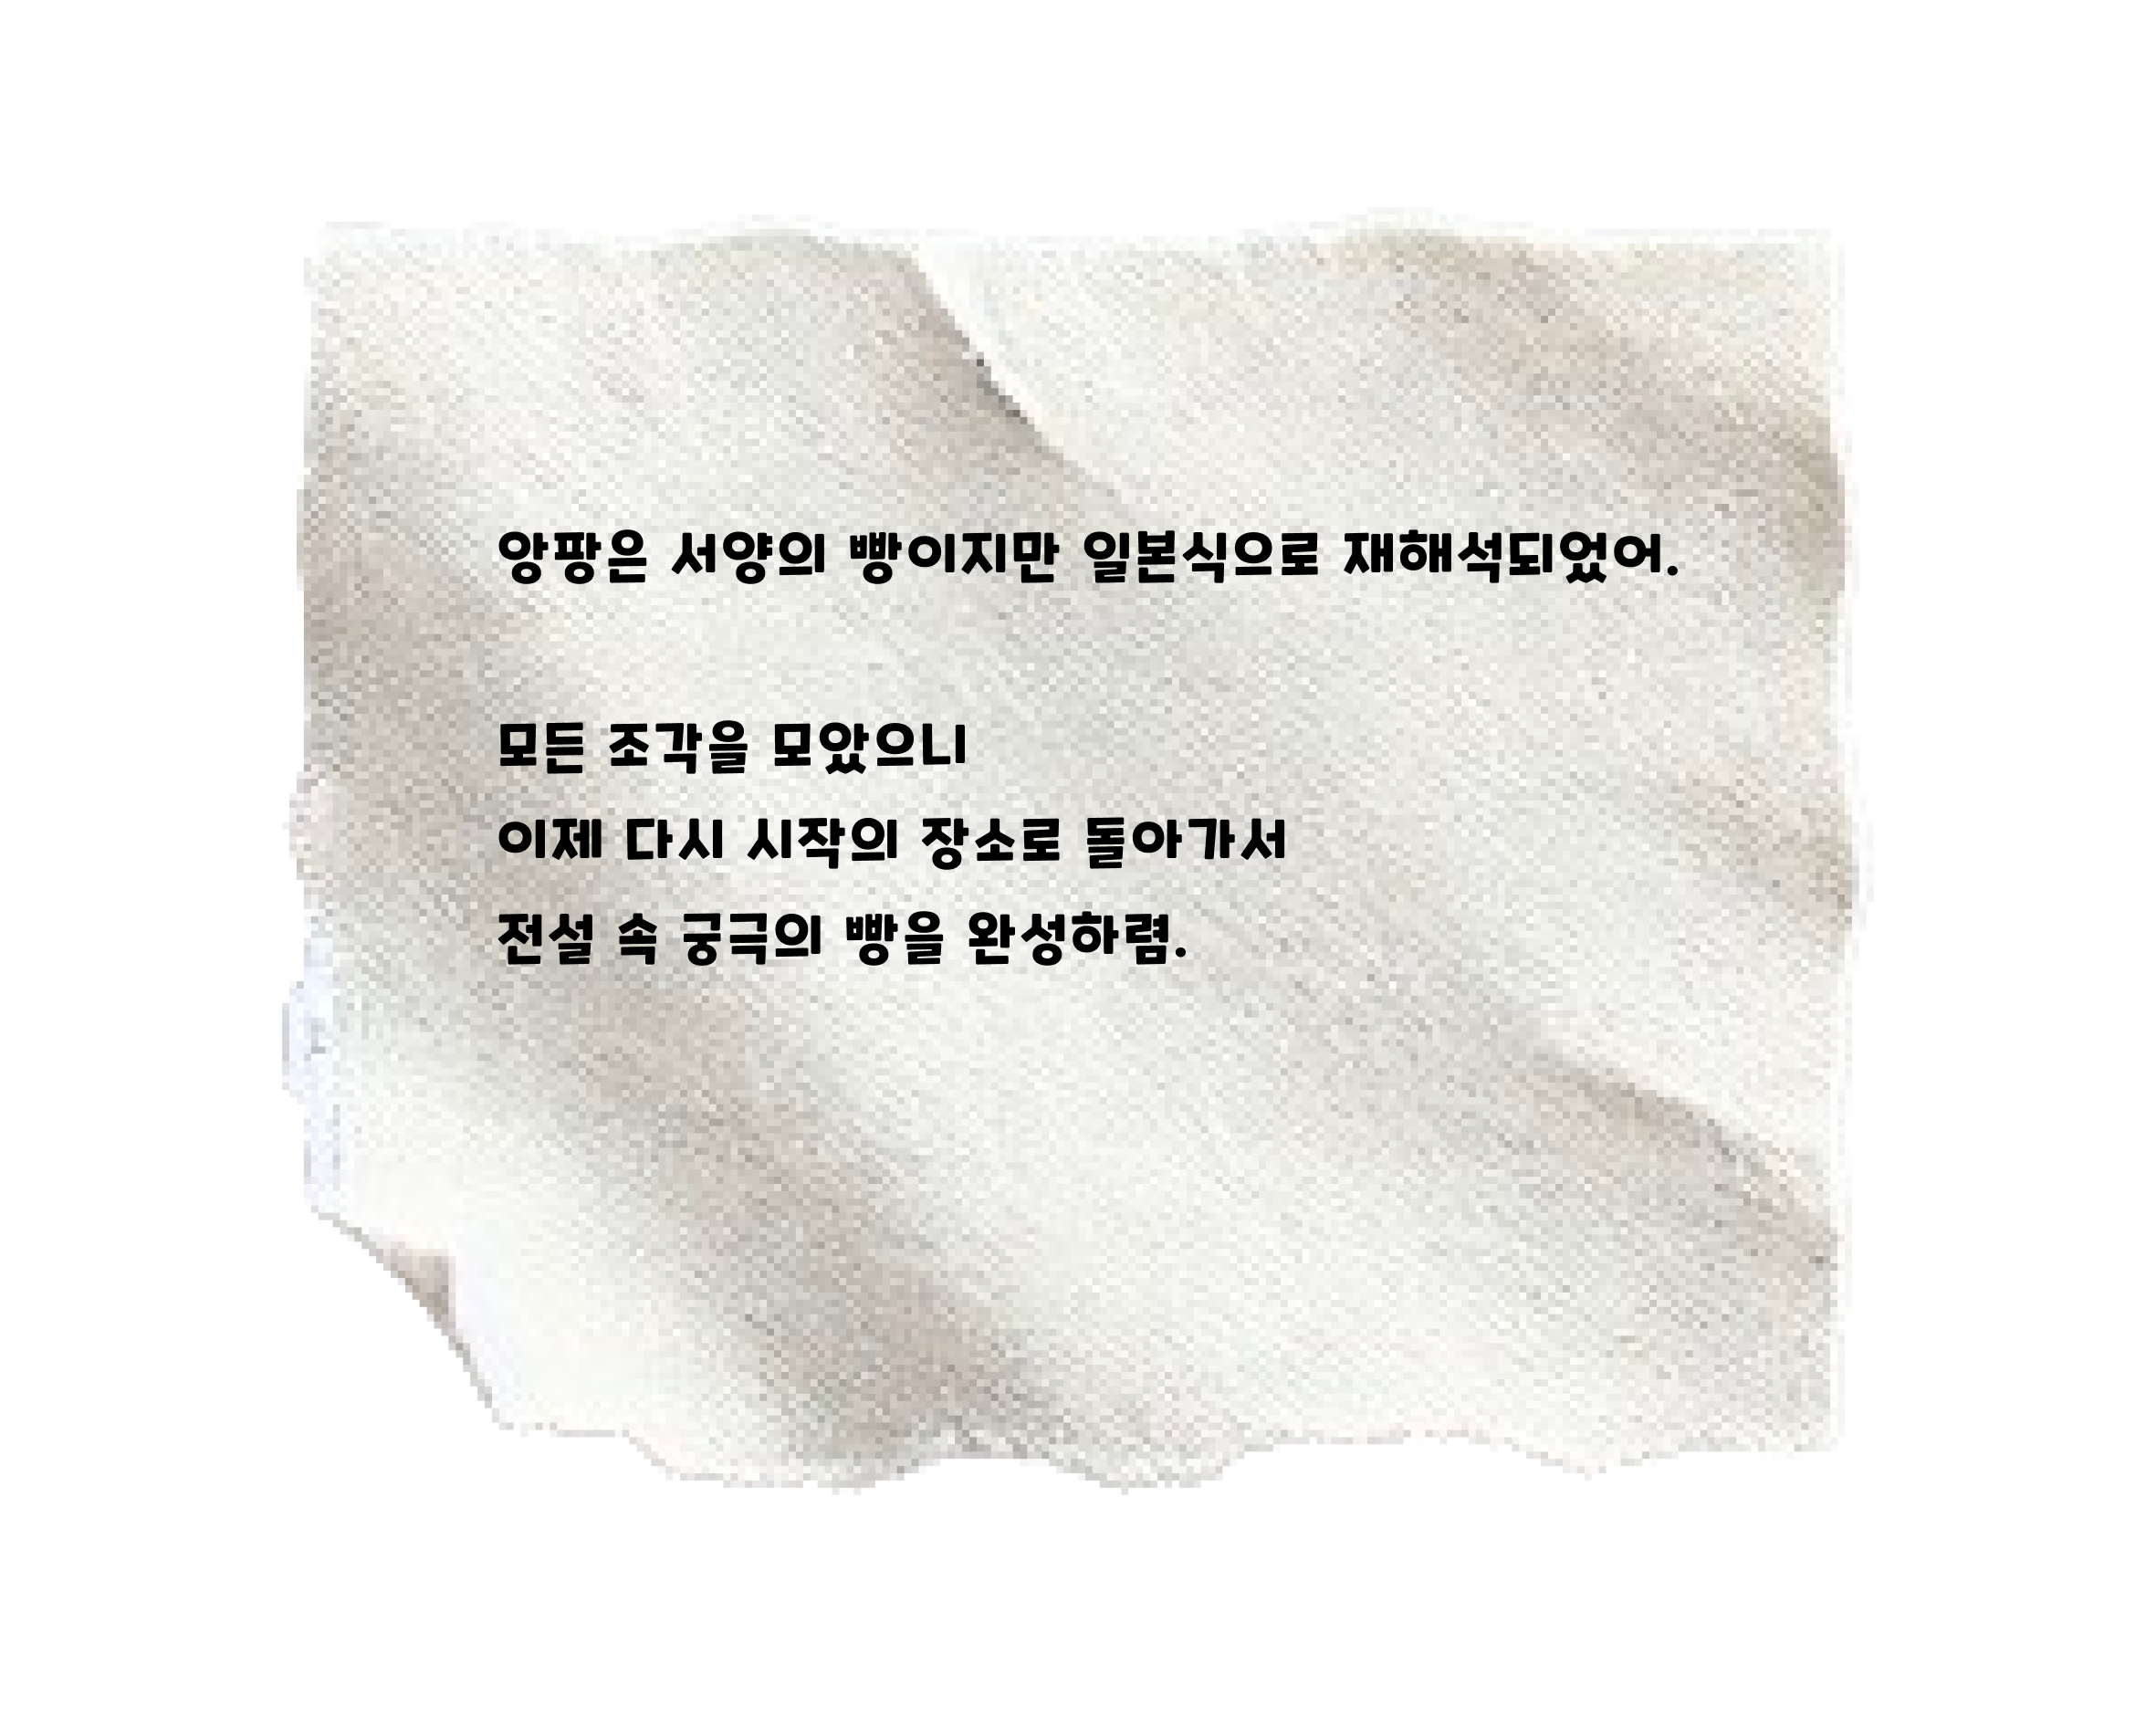 앙팡은 서양의 빵이지만 일본식으로 재해석되었어.
모든 조각을 모았으니
이제 다시 시작의 장소로 돌아가서
전설 속 궁극의 빵을 완성하렴.